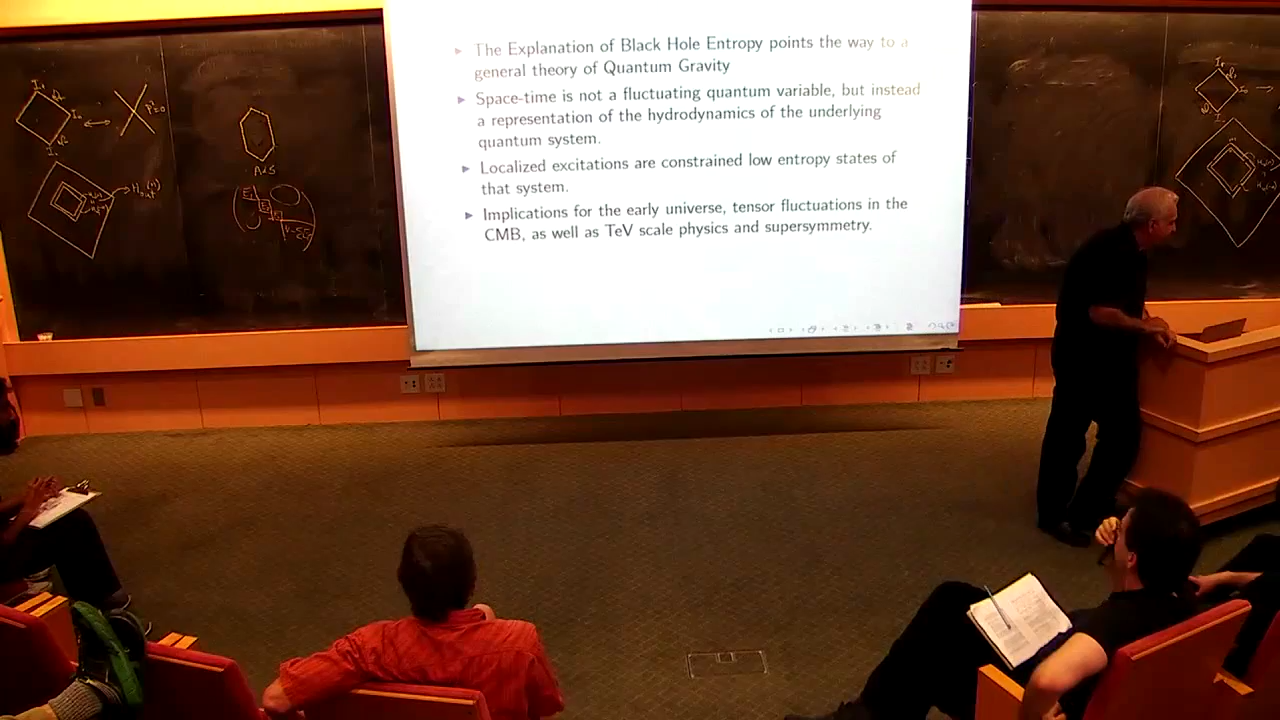 The Explanation of Black Hole Entropy points the way to a
general theory of Quantum Gravity
Space-time is not a fluctuating quantum variable, but instead
a representation of the hydrodynamics of the underlying
quantum system.
Localized excitations are constrained low entropy states of
that system.
Implications for the early universe, tensor fluctuations in the
CMB, as well as TeV scale physics and supersymmetry.
AdS